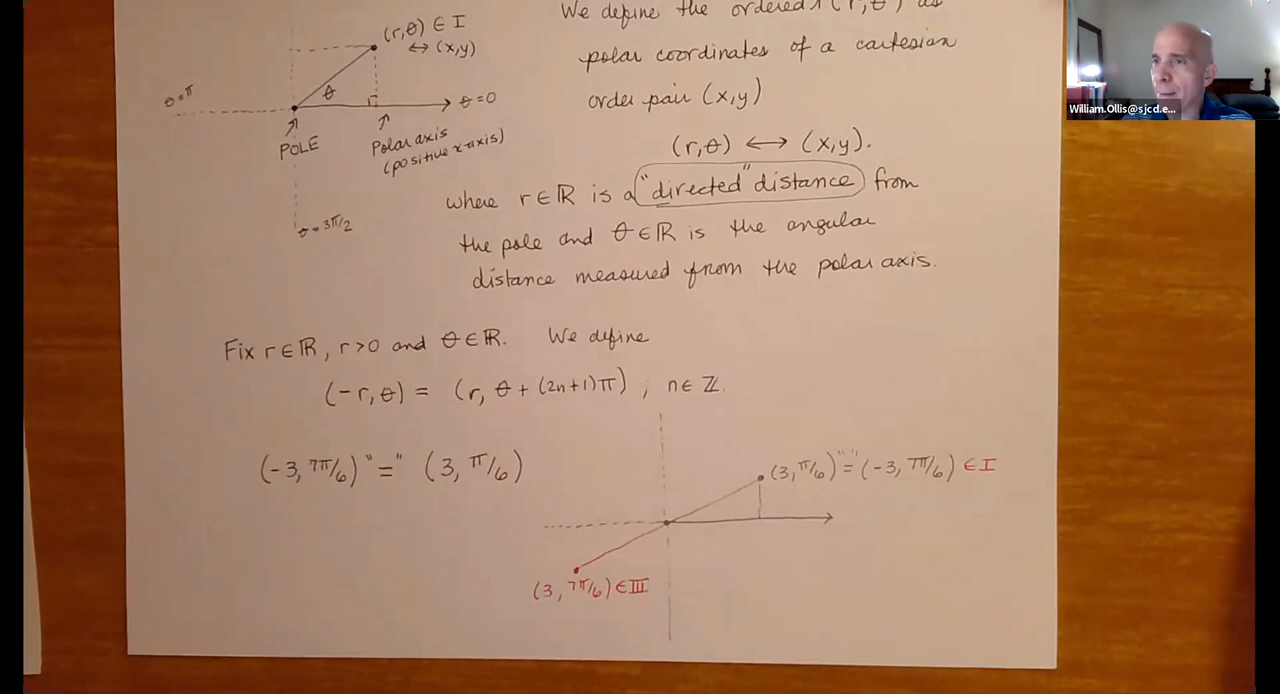 We define the ordered (r, θ) as
polar coordinates of a cartesian
order pair (x,y)
(r,θ) ⟷ (x,y).
where r∈ℝ is a "directed" distance from
the pole and θ∈ℝ is the angular
distance measured from the polar axis.
(r,θ) ∈ I
↔ (x,y)
θ=π
θ
θ=0
POLE
Polar axis
(positive x-axis)
θ=3π/2
Fix r∈ℝ, r>0 and θ∈ℝ. We define
(-r,θ) = (r, θ+(2n+1)π) ; n∈ℤ.
(-3, 7π/6) "=" (3, π/6)
(3, π/6) "=" (-3, 7π/6) ∈ I
(3, 7π/6) ∈ III
William.Ollis@sjcd.e...